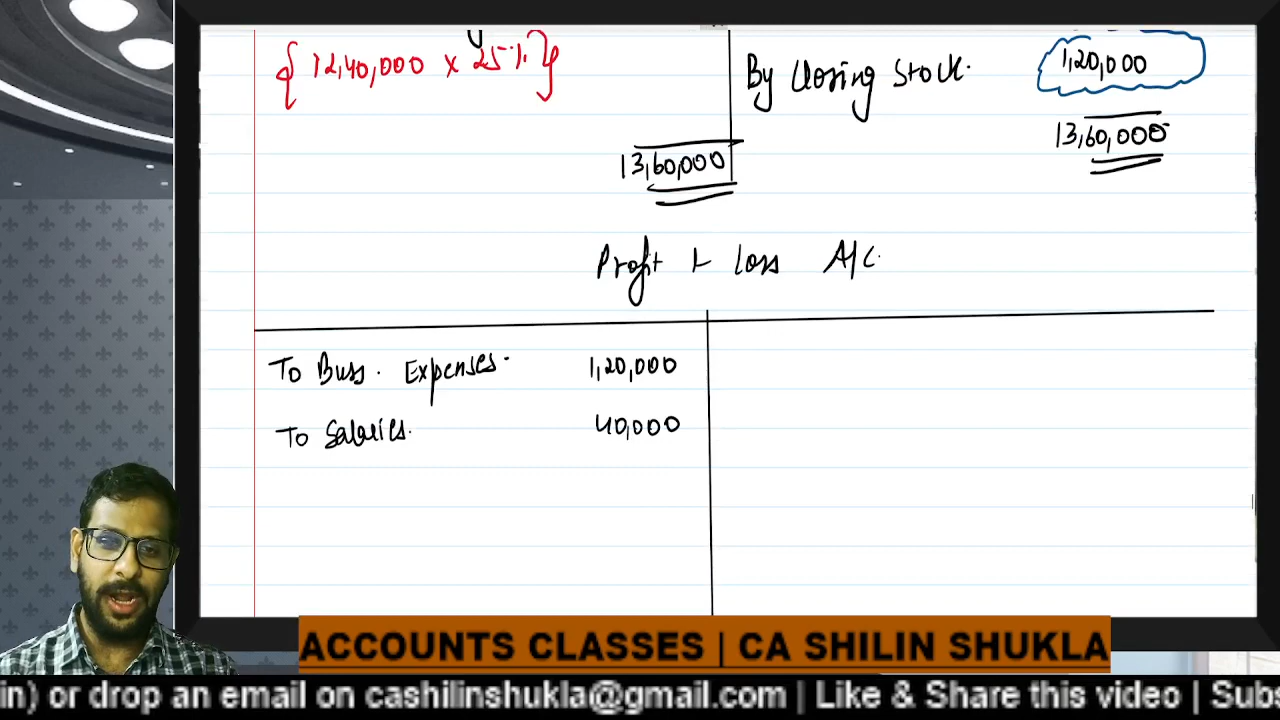 { 12,40,000 x 25% }
By Closing Stock. 1,20,000
13,60,000 13,60,000
Profit & Loss A/C
To Buss. Expenses. 1,20,000
To Salaries. 40,000
ACCOUNTS CLASSES | CA SHILIN SHUKLA
in) or drop an email on cashilinshukla@gmail.com | Like & Share this video | Subs